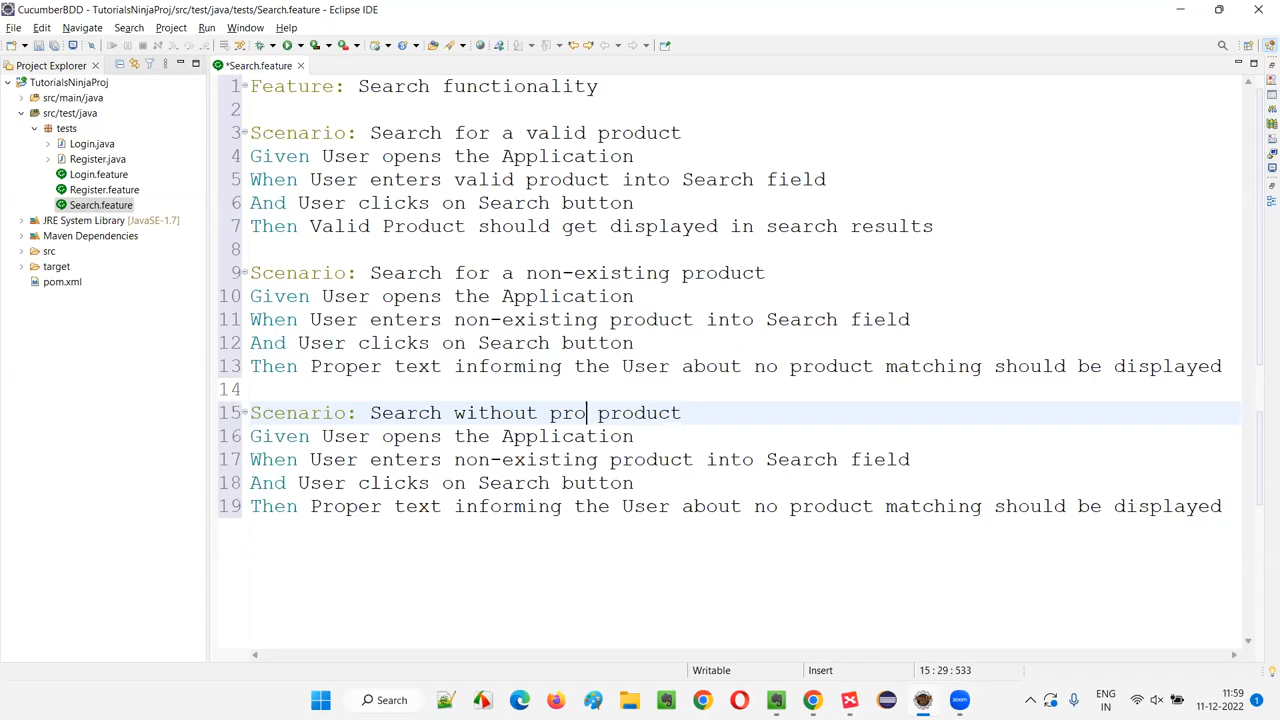 CucumberBDD - TutorialsNinjaProj/src/test/java/tests/Search.feature - Eclipse IDE
File Edit Navigate Search Project Run Window Help
Project Explorer
*Search.feature
TutorialsNinjaProj
src/main/java
src/test/java
tests
Login.java
Register.java
Login.feature
Register.feature
Search.feature
JRE System Library [JavaSE-1.7]
Maven Dependencies
src
target
pom.xml
1 Feature: Search functionality
2
3 Scenario: Search for a valid product
4 Given User opens the Application
5 When User enters valid product into Search field
6 And User clicks on Search button
7 Then Valid Product should get displayed in search results
8
9 Scenario: Search for a non-existing product
10 Given User opens the Application
11 When User enters non-existing product into Search field
12 And User clicks on Search button
13 Then Proper text informing the User about no product matching should be displayed
14
15 Scenario: Search without pro product
16 Given User opens the Application
17 When User enters non-existing product into Search field
18 And User clicks on Search button
19 Then Proper text informing the User about no product matching should be displayed
Writable Insert 15 : 29 : 533
Search
zoom
ENG
IN
11:59
11-12-2022
1